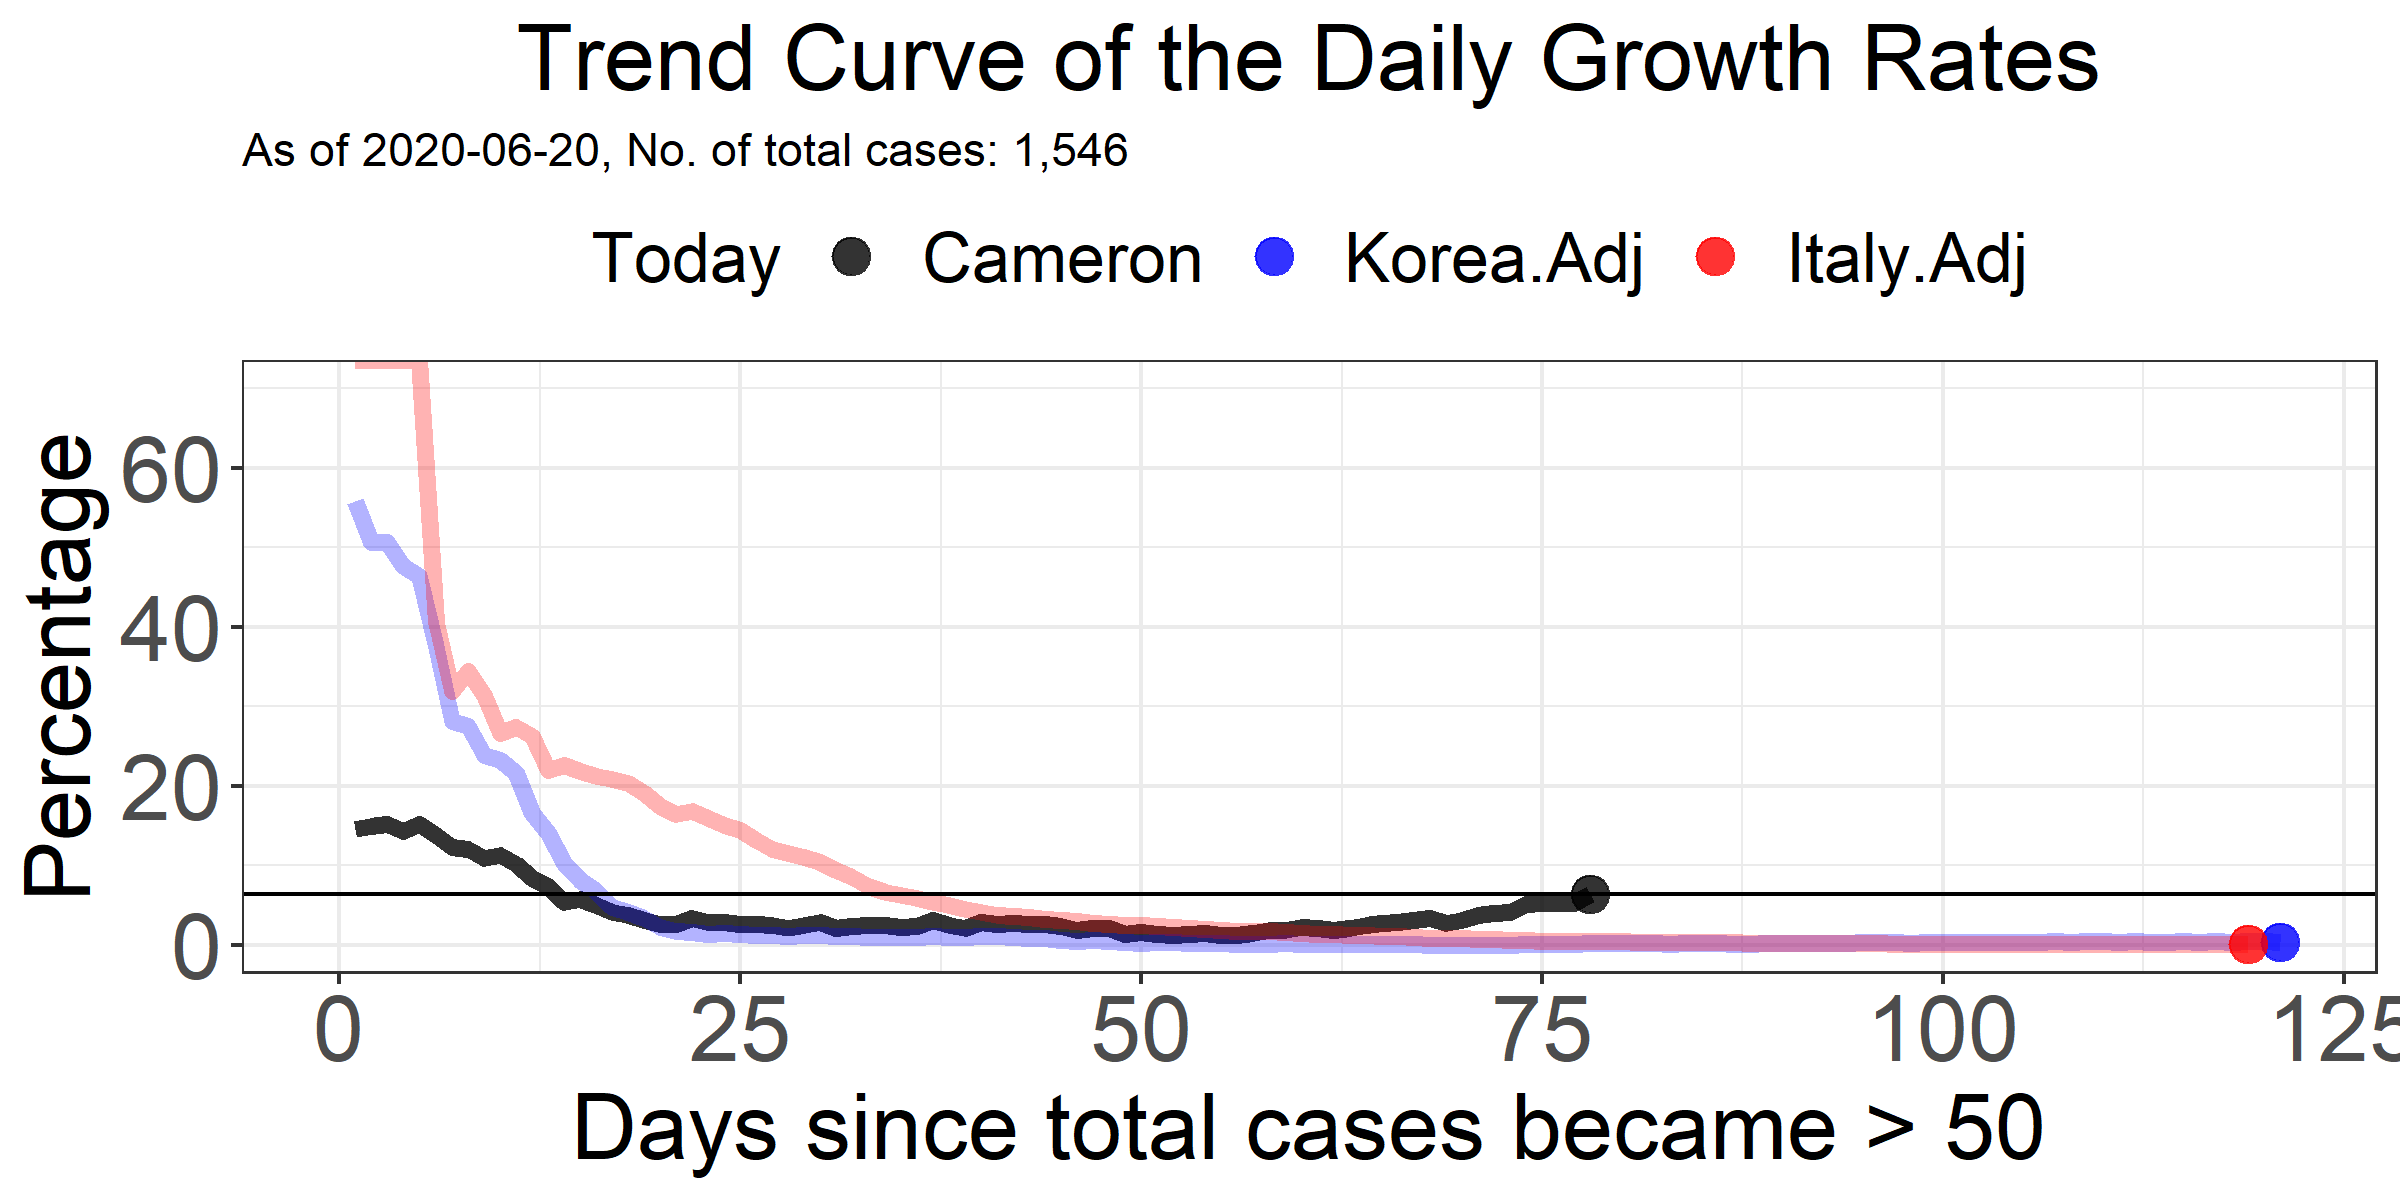 Trend Curve of the Daily Growth Rates
As of 2020-06-20, No. of total cases: 1,546
Today Cameron Korea.Adj Italy.Adj
Percentage
60
40
20
0
0 25 50 75 100 125
Days since total cases became > 50